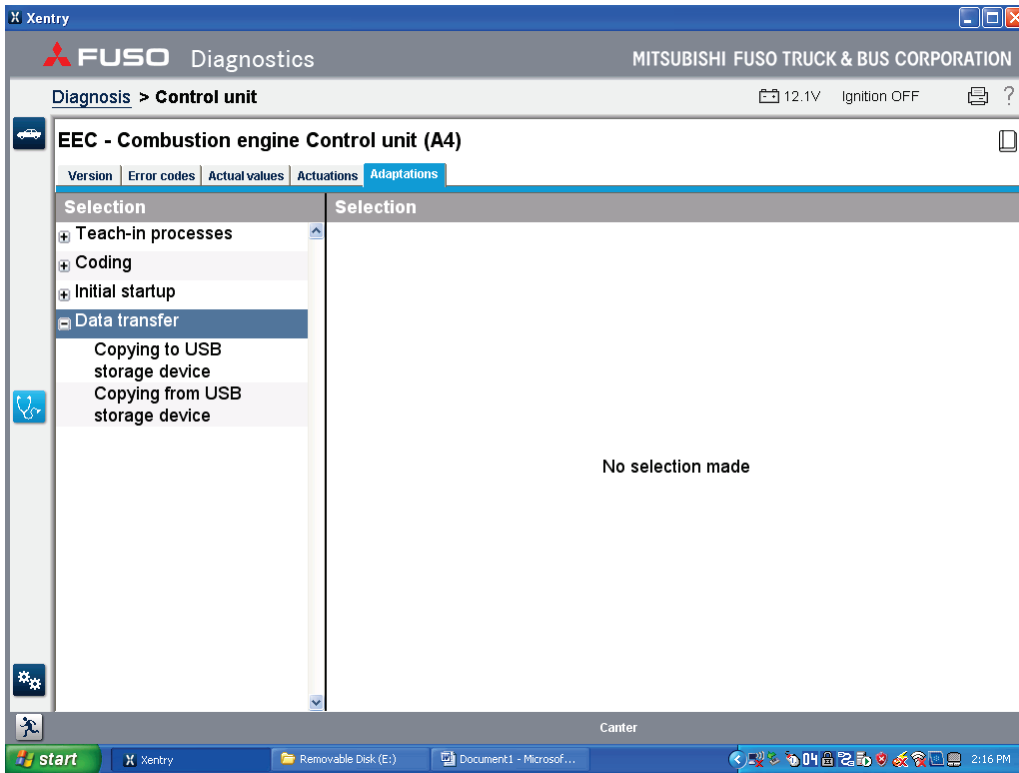 Xentry
FUSO Diagnostics
MITSUBISHI FUSO TRUCK & BUS CORPORATION
Diagnosis > Control unit
12.1V Ignition OFF ?
EEC - Combustion engine Control unit (A4)
Version Error codes Actual values Actuations Adaptations
Selection
Teach-in processes
Coding
Initial startup
Data transfer
Copying to USB
storage device
Copying from USB
storage device
Selection
No selection made
Canter
start
Xentry
Removable Disk (E:)
Document1 - Microsof...
04
2:16 PM